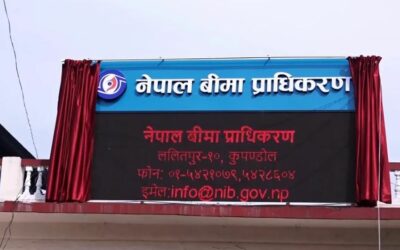 नेपाल बीमा प्राधिकरण
नेपाल बीमा प्राधिकरण
ललितपुर-१०, कुपण्डोल
फोन: ०१-५४२१०७९,५४२८६०४
इमेल:info@nib.gov.np